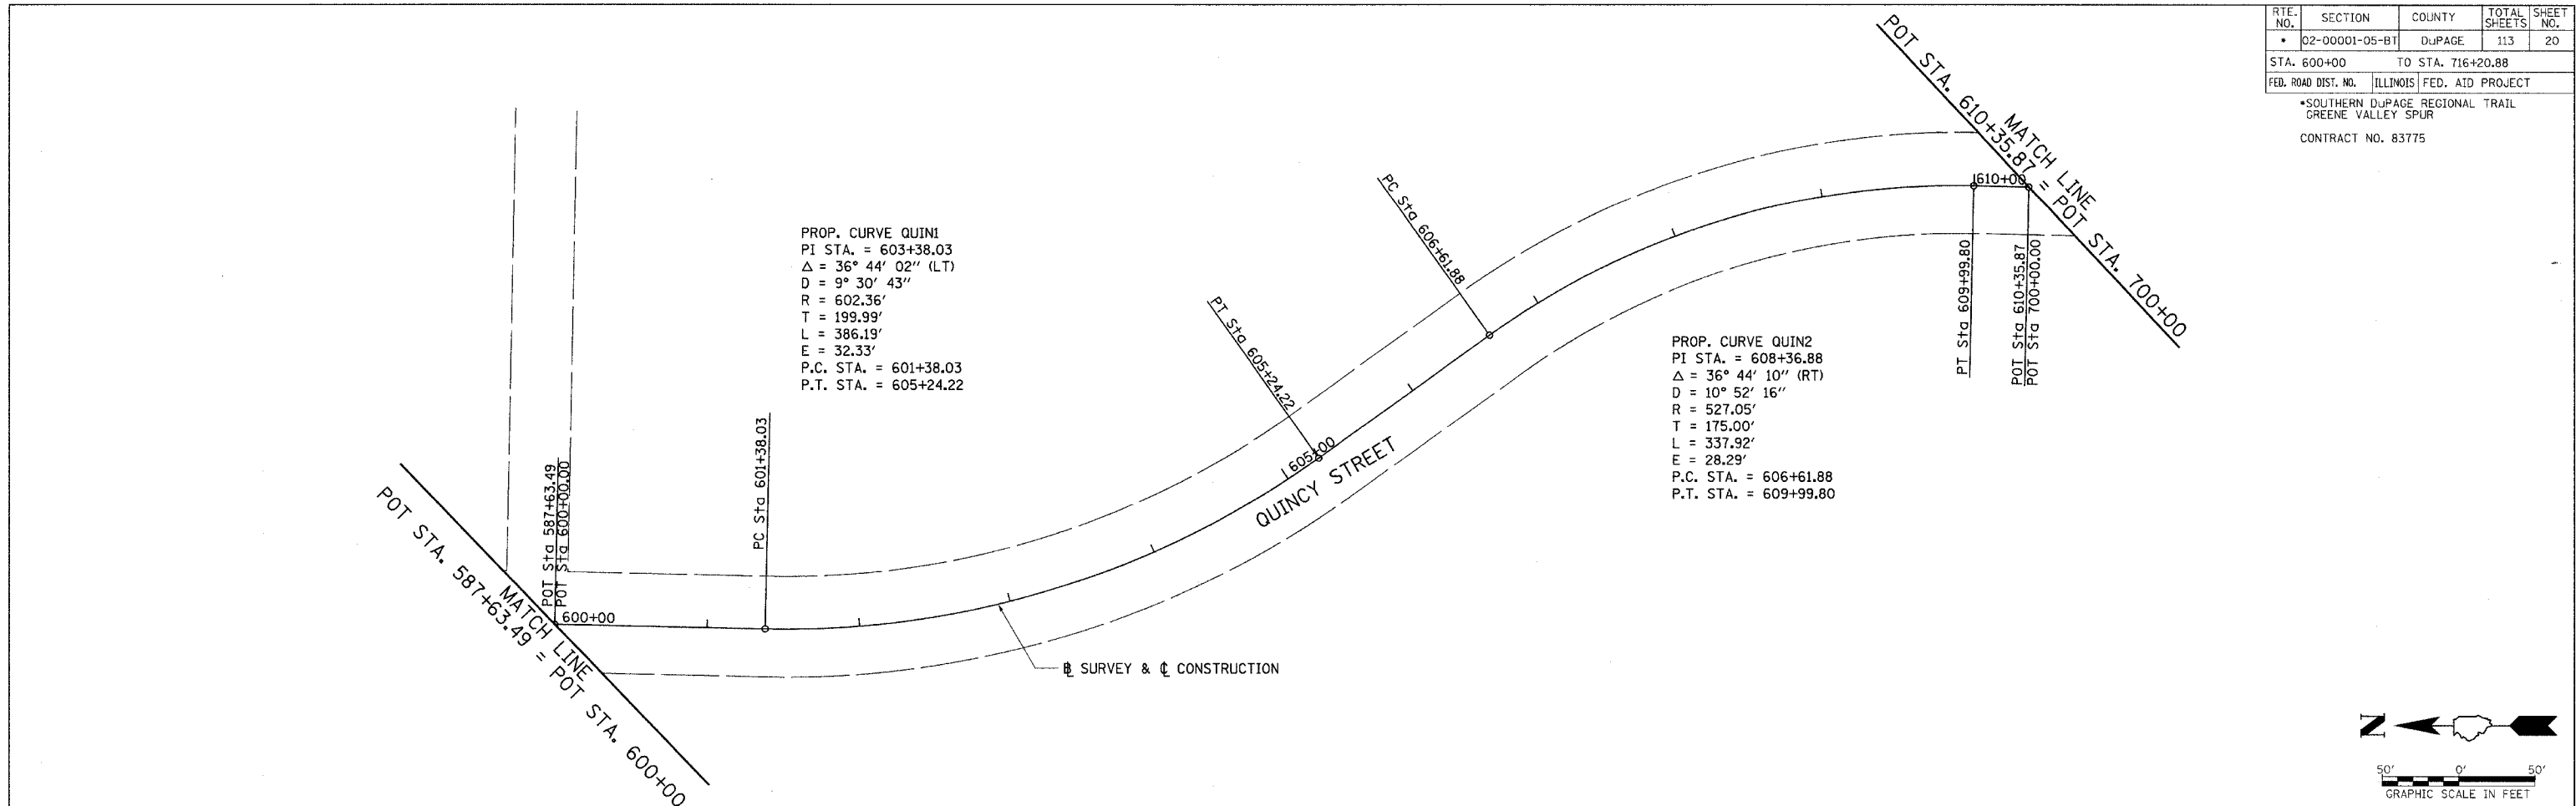 RTE. NO. SECTION COUNTY TOTAL SHEETS SHEET NO.
* 02-00001-05-BT DuPAGE 113 20
STA. 600+00 TO STA. 716+20.88
FED. ROAD DIST. NO. ILLINOIS FED. AID PROJECT
*SOUTHERN DuPAGE REGIONAL TRAIL
GREENE VALLEY SPUR
CONTRACT NO. 83775
MATCH LINE
POT STA. 610+35.87 = POT STA. 700+00
610+00
PT Sta 609+99.80
POT Sta 610+35.87
POT Sta 700+00.00
PC Sta 606+61.88
PROP. CURVE QUIN1
PI STA. = 603+38.03
Δ = 36° 44' 02" (LT)
D = 9° 30' 43"
R = 602.36'
T = 199.99'
L = 386.19'
E = 32.33'
P.C. STA. = 601+38.03
P.T. STA. = 605+24.22
PT Sta 605+24.22
PROP. CURVE QUIN2
PI STA. = 608+36.88
Δ = 36° 44' 10" (RT)
D = 10° 52' 16"
R = 527.05'
T = 175.00'
L = 337.92'
E = 28.29'
P.C. STA. = 606+61.88
P.T. STA. = 609+99.80
605+00
QUINCY STREET
PC Sta 601+38.03
POT Sta 587+63.49
POT Sta 600+00.00
600+00
MATCH LINE
POT STA. 587+63.49 = POT STA. 600+00
℄ SURVEY & ℄ CONSTRUCTION
N
50' 0' 50'
GRAPHIC SCALE IN FEET